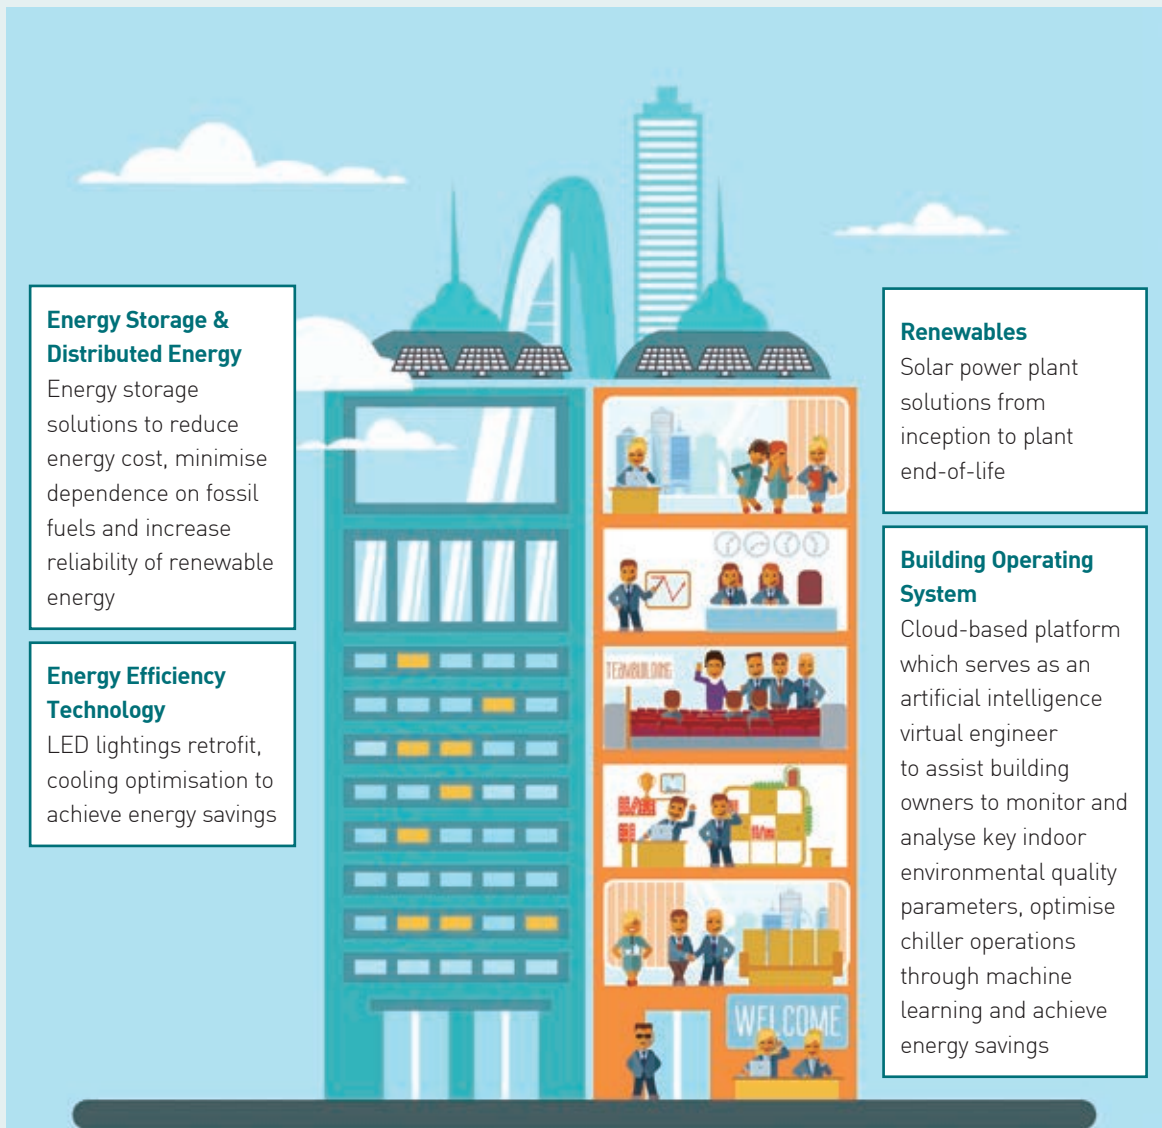 Energy Storage &
Distributed Energy
Energy storage
solutions to reduce
energy cost, minimise
dependence on fossil
fuels and increase
reliability of renewable
energy
Energy Efficiency
Technology
LED lightings retrofit,
cooling optimisation to
achieve energy savings
TEAMBUILDING
WELCOME
Renewables
Solar power plant
solutions from
inception to plant
end-of-life
Building Operating
System
Cloud-based platform
which serves as an
artificial intelligence
virtual engineer
to assist building
owners to monitor and
analyse key indoor
environmental quality
parameters, optimise
chiller operations
through machine
learning and achieve
energy savings